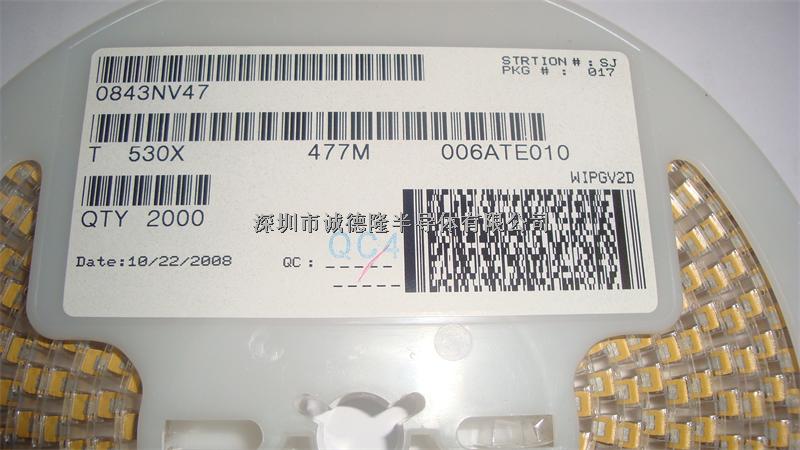 STRTION # : SJ
PKG # : 017
0843NV47
T 530X 477M 006ATE010
WIPGV2D
QTY 2000
深圳市诚德隆半导体有限公司
QC4
Date:10/22/2008 QC :